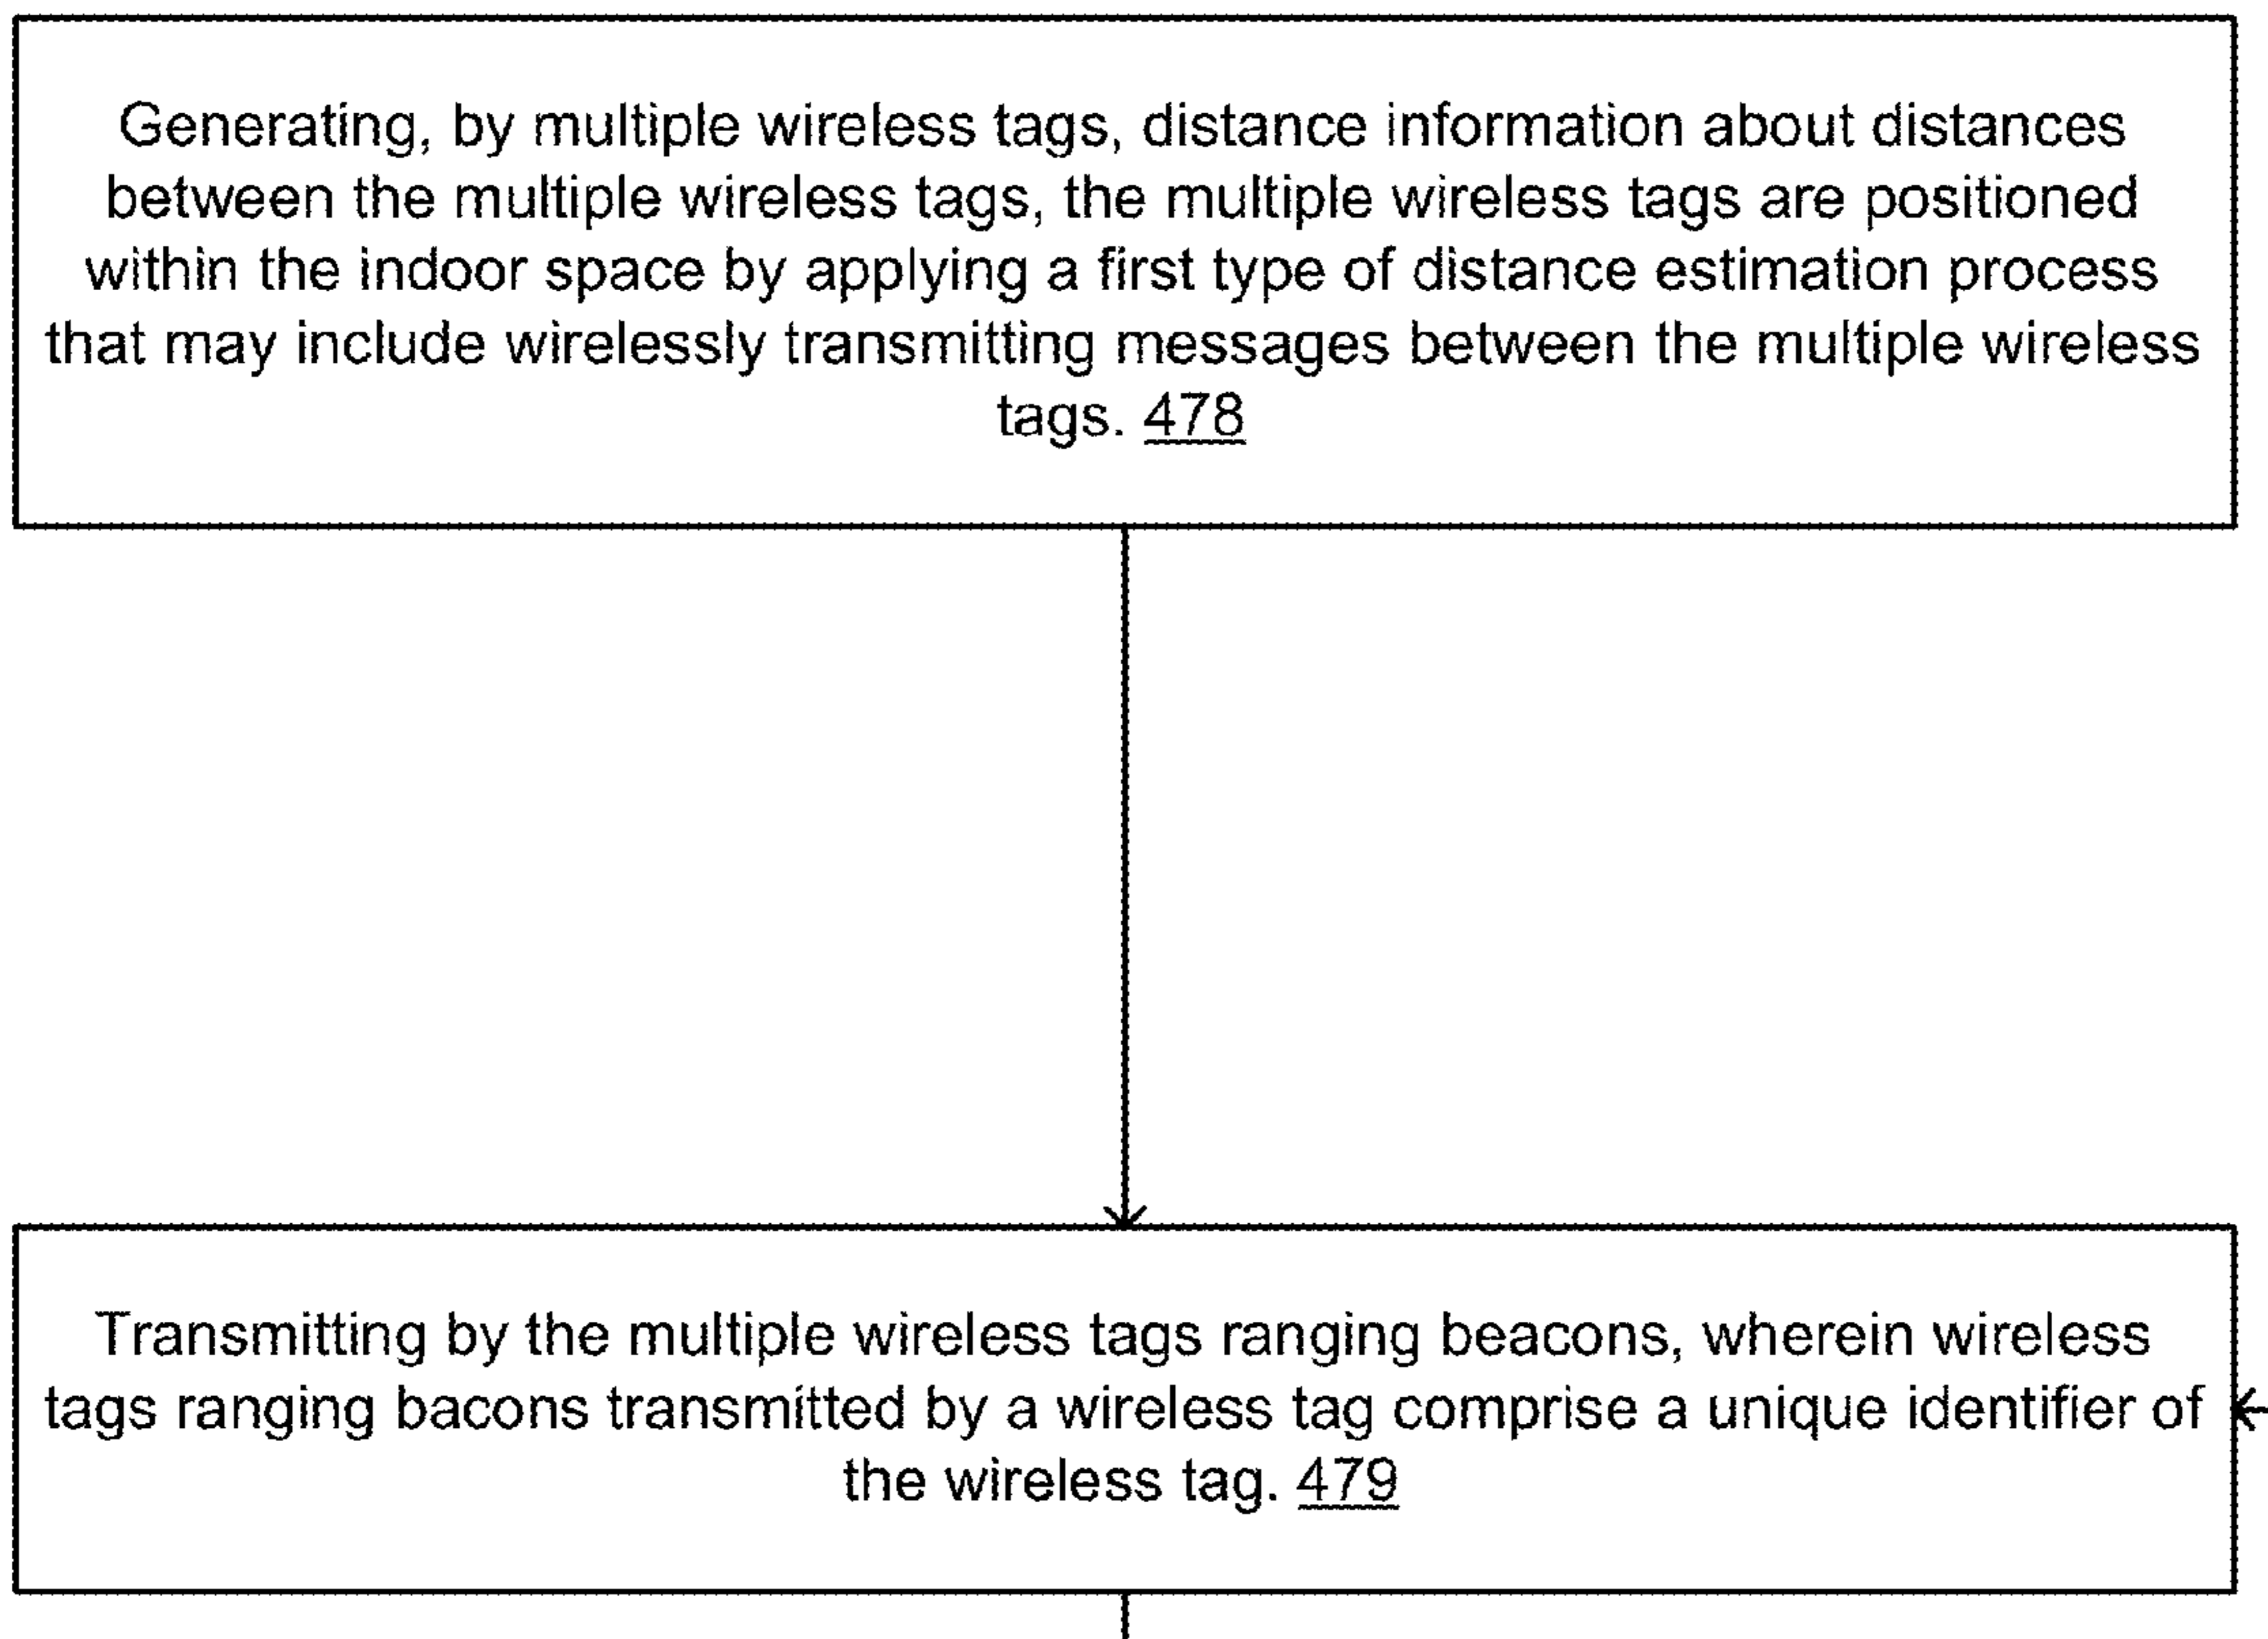 Generating, by multiple wireless tags, distance information about distances
between the multiple wireless tags, the multiple wireless tags are positioned
within the indoor space by applying a first type of distance estimation process
that may include wirelessly transmitting messages between the multiple wireless
tags. 478
Transmitting by the multiple wireless tags ranging beacons, wherein wireless
tags ranging bacons transmitted by a wireless tag comprise a unique identifier of
the wireless tag. 479